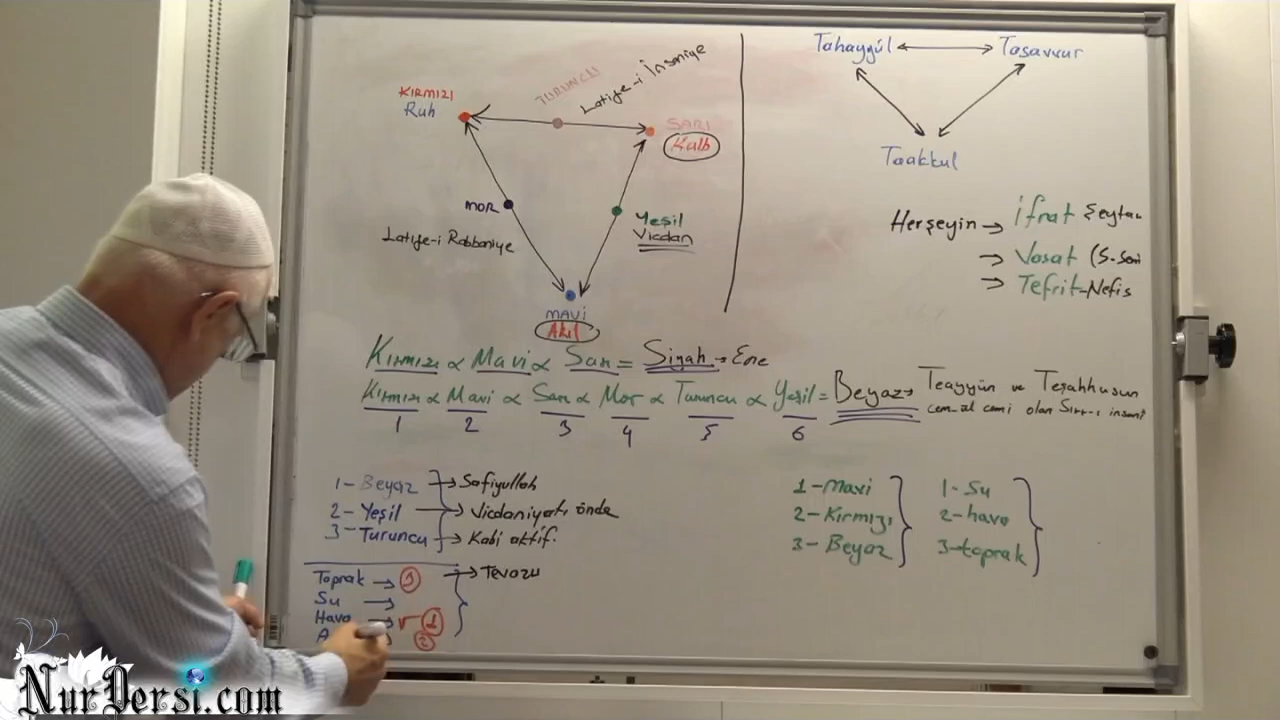 KIRMIZI
Ruh
TURUNCU
Latife-i İnsaniye
SARI
Kalb
MOR
Latife-i Rabbaniye
Yeşil
Vicdan
MAVİ
Akıl
Tahayyül
Tasavvur
Taakkul
Herşeyin → İfrat Şeytan
→ Vasat
→ Tefrit-Nefis
Kırmızı ∝ Mavi ∝ Sarı = Siyah → Ene
Kırmızı ∝ Mavi ∝ Sarı ∝ Mor ∝ Turuncu ∝ Yeşil = Beyaz → Teayyün ve Teşahhusun
1 2 3 4 5 6
cem-al cemi olan Sırr-ı insani
1- Beyaz → Safiyullah
2- Yeşil → Vicdaniyatı önde
3- Turuncu → Kabi aktif.
Toprak → 3 → Tevazu
Su →
Hava → 1
2
1-Mavi
2-Kırmızı
3-Beyaz
1-Su
2-hava
3-toprak
NurDersi.com